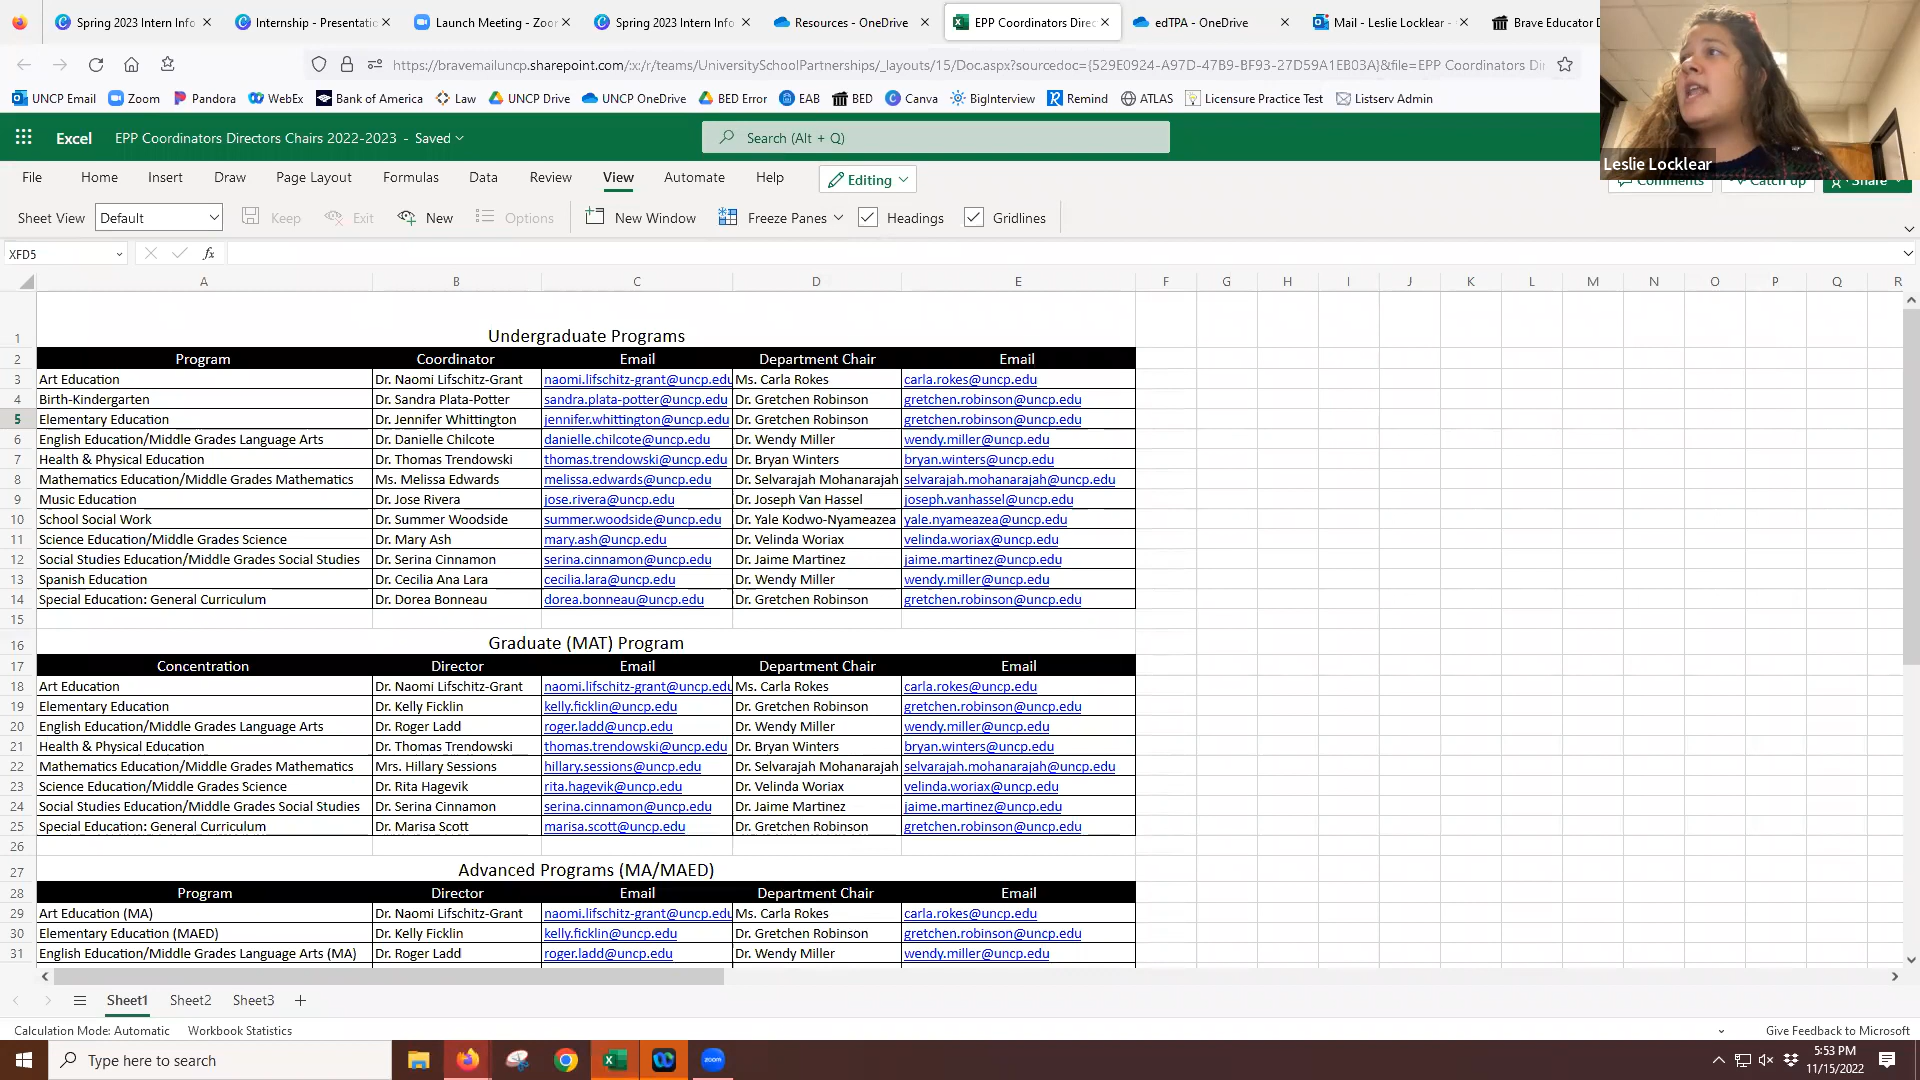 Spring 2023 Intern Info
Internship - Presentatio
Launch Meeting - Zoom
Spring 2023 Intern Info
Resources - OneDrive
EPP Coordinators Direc
edTPA - OneDrive
Mail - Leslie Locklear -
Brave Educator D
https://bravemailuncp.sharepoint.com/:x:/r/teams/UniversitySchoolPartnerships/_layouts/15/Doc.aspx?sourcedoc={529E0924-A97D-47B9-BF93-27D59A1EB03A}&file=EPP Coordinators Di
UNCP Email Zoom Pandora WebEx Bank of America Law UNCP Drive UNCP OneDrive BED Error EAB BED Canva BigInterview Remind ATLAS Licensure Practice Test Listserv Admin
Excel EPP Coordinators Directors Chairs 2022-2023 - Saved Search (Alt + Q)
Leslie Locklear
File Home Insert Draw Page Layout Formulas Data Review View Automate Help Editing Comments Catch up Share
Sheet View Default Keep Exit New Options New Window Freeze Panes Headings Gridlines
XFD5 fx
A B C D E F G H I J K L M N O P Q R
1 Undergraduate Programs
2 Program Coordinator Email Department Chair Email
3 Art Education Dr. Naomi Lifschitz-Grant naomi.lifschitz-grant@uncp.edu Ms. Carla Rokes carla.rokes@uncp.edu
4 Birth-Kindergarten Dr. Sandra Plata-Potter sandra.plata-potter@uncp.edu Dr. Gretchen Robinson gretchen.robinson@uncp.edu
5 Elementary Education Dr. Jennifer Whittington jennifer.whittington@uncp.edu Dr. Gretchen Robinson gretchen.robinson@uncp.edu
6 English Education/Middle Grades Language Arts Dr. Danielle Chilcote danielle.chilcote@uncp.edu Dr. Wendy Miller wendy.miller@uncp.edu
7 Health & Physical Education Dr. Thomas Trendowski thomas.trendowski@uncp.edu Dr. Bryan Winters bryan.winters@uncp.edu
8 Mathematics Education/Middle Grades Mathematics Ms. Melissa Edwards melissa.edwards@uncp.edu Dr. Selvarajah Mohanarajah selvarajah.mohanarajah@uncp.edu
9 Music Education Dr. Jose Rivera jose.rivera@uncp.edu Dr. Joseph Van Hassel joseph.vanhassel@uncp.edu
10 School Social Work Dr. Summer Woodside summer.woodside@uncp.edu Dr. Yale Kodwo-Nyameazea yale.nyameazea@uncp.edu
11 Science Education/Middle Grades Science Dr. Mary Ash mary.ash@uncp.edu Dr. Velinda Woriax velinda.woriax@uncp.edu
12 Social Studies Education/Middle Grades Social Studies Dr. Serina Cinnamon serina.cinnamon@uncp.edu Dr. Jaime Martinez jaime.martinez@uncp.edu
13 Spanish Education Dr. Cecilia Ana Lara cecilia.lara@uncp.edu Dr. Wendy Miller wendy.miller@uncp.edu
14 Special Education: General Curriculum Dr. Dorea Bonneau dorea.bonneau@uncp.edu Dr. Gretchen Robinson gretchen.robinson@uncp.edu
15
16 Graduate (MAT) Program
17 Concentration Director Email Department Chair Email
18 Art Education Dr. Naomi Lifschitz-Grant naomi.lifschitz-grant@uncp.edu Ms. Carla Rokes carla.rokes@uncp.edu
19 Elementary Education Dr. Kelly Ficklin kelly.ficklin@uncp.edu Dr. Gretchen Robinson gretchen.robinson@uncp.edu
20 English Education/Middle Grades Language Arts Dr. Roger Ladd roger.ladd@uncp.edu Dr. Wendy Miller wendy.miller@uncp.edu
21 Health & Physical Education Dr. Thomas Trendowski thomas.trendowski@uncp.edu Dr. Bryan Winters bryan.winters@uncp.edu
22 Mathematics Education/Middle Grades Mathematics Mrs. Hillary Sessions hillary.sessions@uncp.edu Dr. Selvarajah Mohanarajah selvarajah.mohanarajah@uncp.edu
23 Science Education/Middle Grades Science Dr. Rita Hagevik rita.hagevik@uncp.edu Dr. Velinda Woriax velinda.woriax@uncp.edu
24 Social Studies Education/Middle Grades Social Studies Dr. Serina Cinnamon serina.cinnamon@uncp.edu Dr. Jaime Martinez jaime.martinez@uncp.edu
25 Special Education: General Curriculum Dr. Marisa Scott marisa.scott@uncp.edu Dr. Gretchen Robinson gretchen.robinson@uncp.edu
26
27 Advanced Programs (MA/MAED)
28 Program Director Email Department Chair Email
29 Art Education (MA) Dr. Naomi Lifschitz-Grant naomi.lifschitz-grant@uncp.edu Ms. Carla Rokes carla.rokes@uncp.edu
30 Elementary Education (MAED) Dr. Kelly Ficklin kelly.ficklin@uncp.edu Dr. Gretchen Robinson gretchen.robinson@uncp.edu
31 English Education/Middle Grades Language Arts (MA) Dr. Roger Ladd roger.ladd@uncp.edu Dr. Wendy Miller wendy.miller@uncp.edu
Sheet1 Sheet2 Sheet3
Calculation Mode: Automatic Workbook Statistics Give Feedback to Microsoft
Type here to search zoom 5:53 PM
11/15/2022